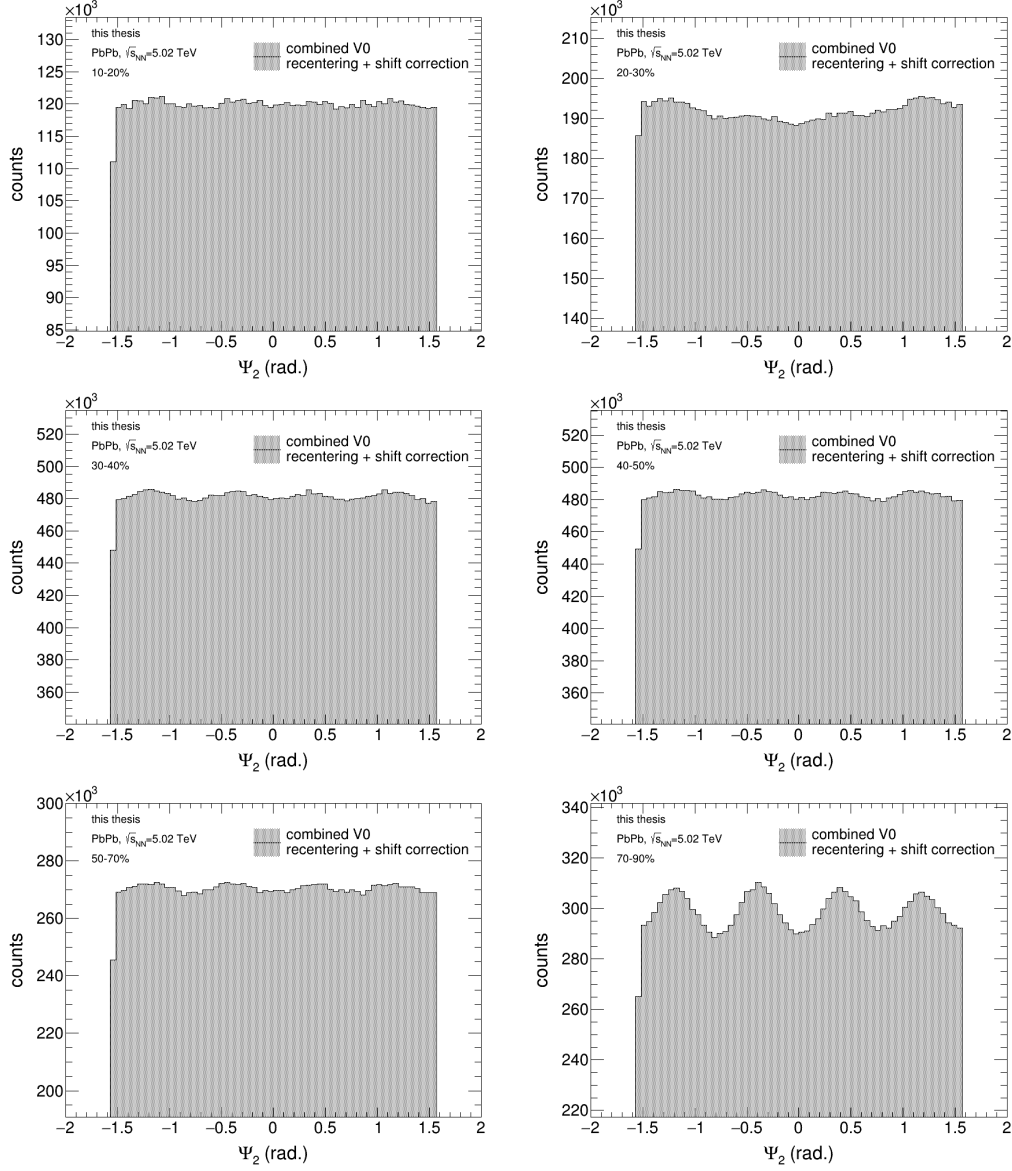 ×10³
this thesis
PbPb, √sNN=5.02 TeV
10-20%
combined V0
recentering + shift correction
130
125
120
115
110
105
100
95
90
85
counts
−2 −1.5 −1 −0.5 0 0.5 1 1.5 2
Ψ2 (rad.)
×10³
this thesis
PbPb, √sNN=5.02 TeV
20-30%
combined V0
recentering + shift correction
210
200
190
180
170
160
150
140
counts
−2 −1.5 −1 −0.5 0 0.5 1 1.5 2
Ψ2 (rad.)
×10³
this thesis
PbPb, √sNN=5.02 TeV
30-40%
combined V0
recentering + shift correction
520
500
480
460
440
420
400
380
360
counts
−2 −1.5 −1 −0.5 0 0.5 1 1.5 2
Ψ2 (rad.)
×10³
this thesis
PbPb, √sNN=5.02 TeV
40-50%
combined V0
recentering + shift correction
520
500
480
460
440
420
400
380
360
counts
−2 −1.5 −1 −0.5 0 0.5 1 1.5 2
Ψ2 (rad.)
×10³
this thesis
PbPb, √sNN=5.02 TeV
50-70%
combined V0
recentering + shift correction
300
280
260
240
220
200
counts
−2 −1.5 −1 −0.5 0 0.5 1 1.5 2
Ψ2 (rad.)
×10³
this thesis
PbPb, √sNN=5.02 TeV
70-90%
combined V0
recentering + shift correction
340
320
300
280
260
240
220
counts
−2 −1.5 −1 −0.5 0 0.5 1 1.5 2
Ψ2 (rad.)